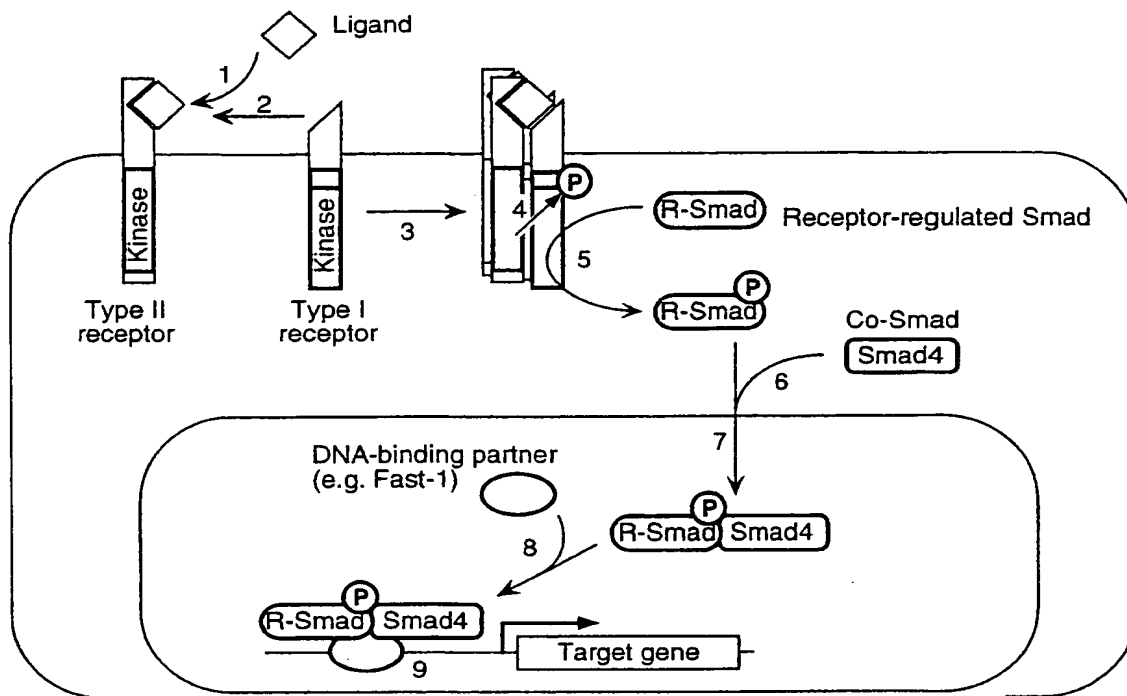 Ligand
1
2
Kinase
Kinase
Type II
receptor
Type I
receptor
3
4
P
5
R-Smad
Receptor-regulated Smad
P
R-Smad
Co-Smad
Smad4
6
7
DNA-binding partner
(e.g. Fast-1)
8
P
R-Smad Smad4
P
R-Smad Smad4
9
Target gene